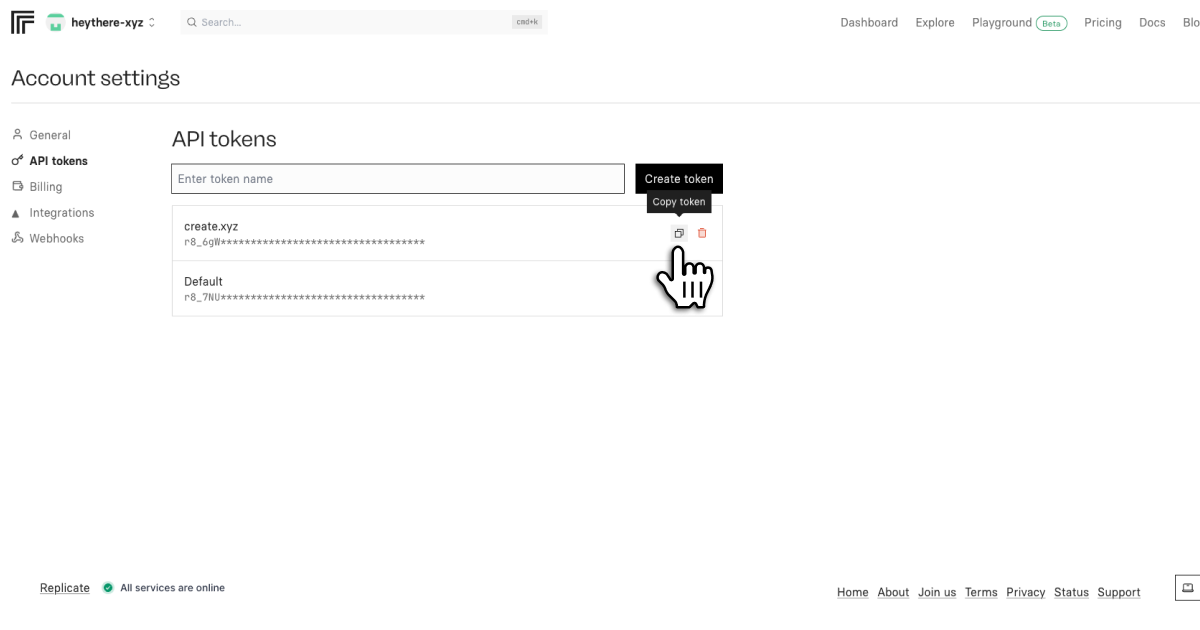 heythere-xyz
Search...
cmd+k
Dashboard
Explore
Playground Beta
Pricing
Docs
Blo
Account settings
General
API tokens
Billing
Integrations
Webhooks
API tokens
Enter token name
Create token
Copy token
create.xyz
r8_6gW**********************************
Default
r8_7NU**********************************
Replicate
All services are online
Home
About
Join us
Terms
Privacy
Status
Support